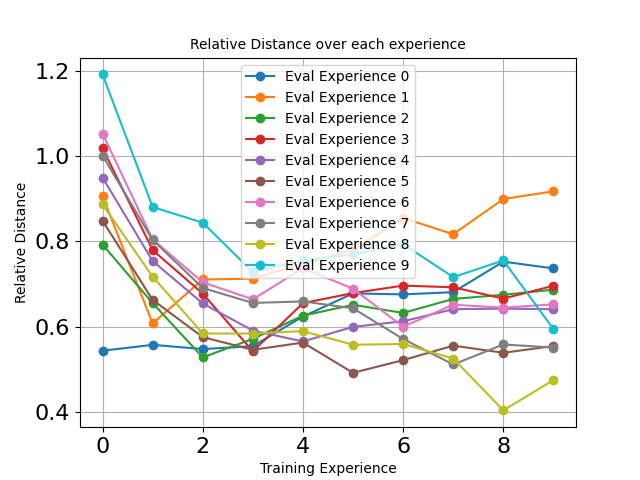 Relative Distance over each experience
Relative Distance
1.2
1.0
0.8
0.6
0.4
Eval Experience 0
Eval Experience 1
Eval Experience 2
Eval Experience 3
Eval Experience 4
Eval Experience 5
Eval Experience 6
Eval Experience 7
Eval Experience 8
Eval Experience 9
0 2 4 6 8
Training Experience